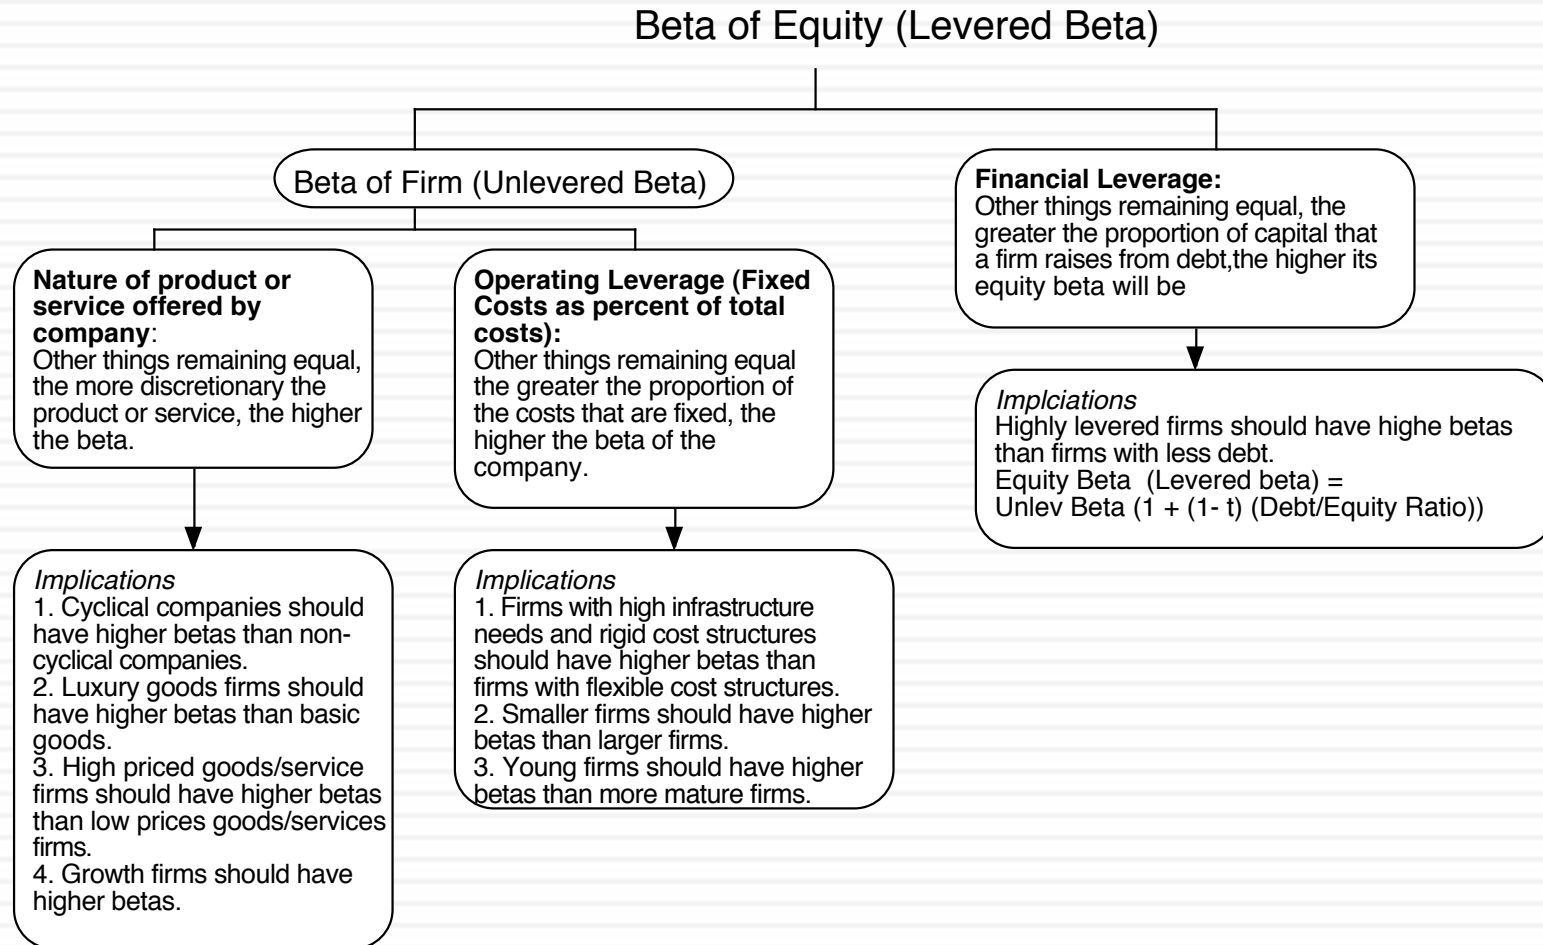 Beta of Equity (Levered Beta)
Beta of Firm (Unlevered Beta)
Nature of product or
service offered by
company:
Other things remaining equal,
the more discretionary the
product or service, the higher
the beta.
Operating Leverage (Fixed
Costs as percent of total
costs):
Other things remaining equal
the greater the proportion of
the costs that are fixed, the
higher the beta of the
company.
Financial Leverage:
Other things remaining equal, the
greater the proportion of capital that
a firm raises from debt,the higher its
equity beta will be
Implications
1. Cyclical companies should
have higher betas than non-
cyclical companies.
2. Luxury goods firms should
have higher betas than basic
goods.
3. High priced goods/service
firms should have higher betas
than low prices goods/services
firms.
4. Growth firms should have
higher betas.
Implications
1. Firms with high infrastructure
needs and rigid cost structures
should have higher betas than
firms with flexible cost structures.
2. Smaller firms should have higher
betas than larger firms.
3. Young firms should have higher
betas than more mature firms.
Implciations
Highly levered firms should have highe betas
than firms with less debt.
Equity Beta  (Levered beta) =
Unlev Beta (1 + (1- t) (Debt/Equity Ratio))